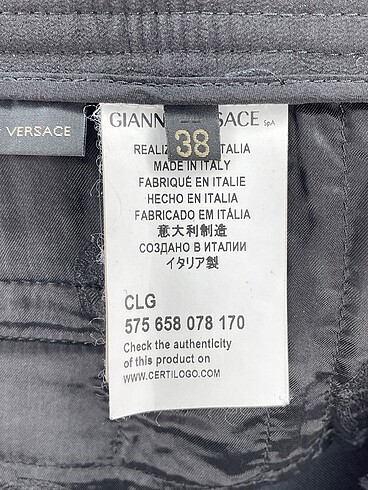 VERSACE
GIANN SACE SpA
38
REALIZ TALIA
MADE IN ITALY
FABRIQUÉ EN ITALIE
HECHO EN ITALIA
FABRICADO EM ITÀLIA
意大利制造
СОЗДАНО В ИТАЛИИ
イタリア製
CLG
575 658 078 170
Check the authenticity
of this product on
WWW.CERTILOGO.COM